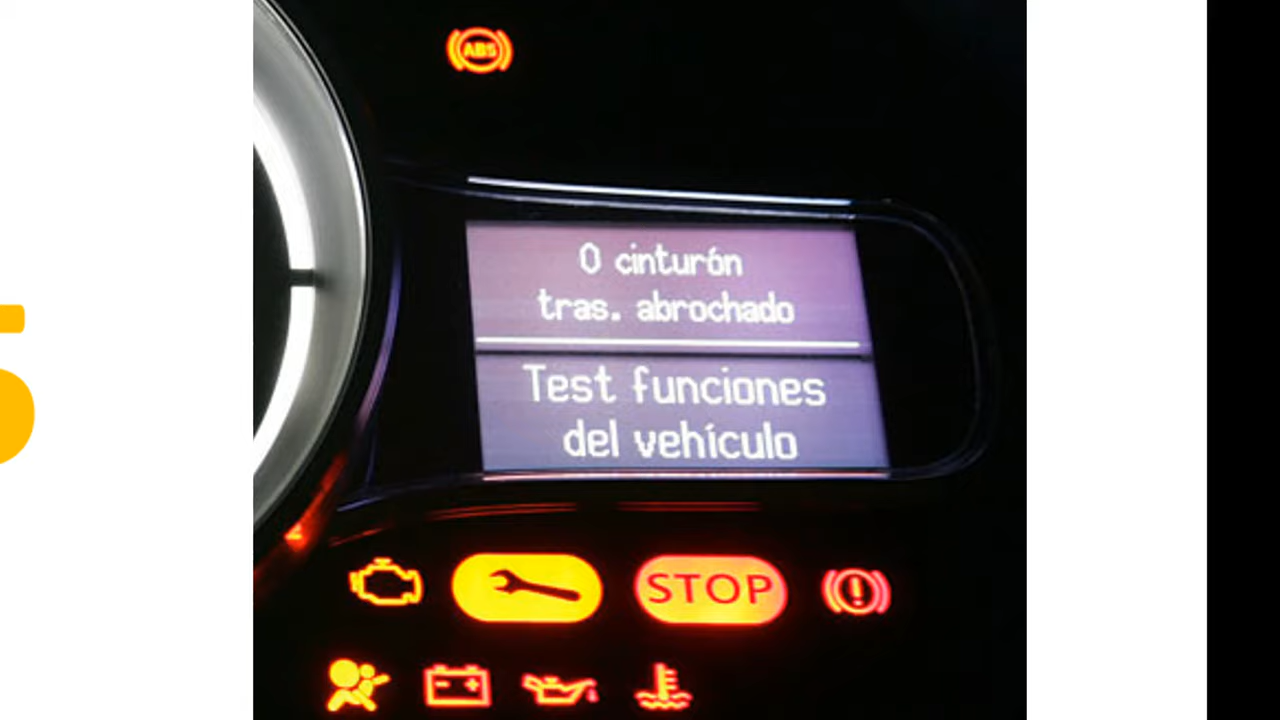 ABS
0 cinturón
tras. abrochado
Test funciones
del vehículo
STOP